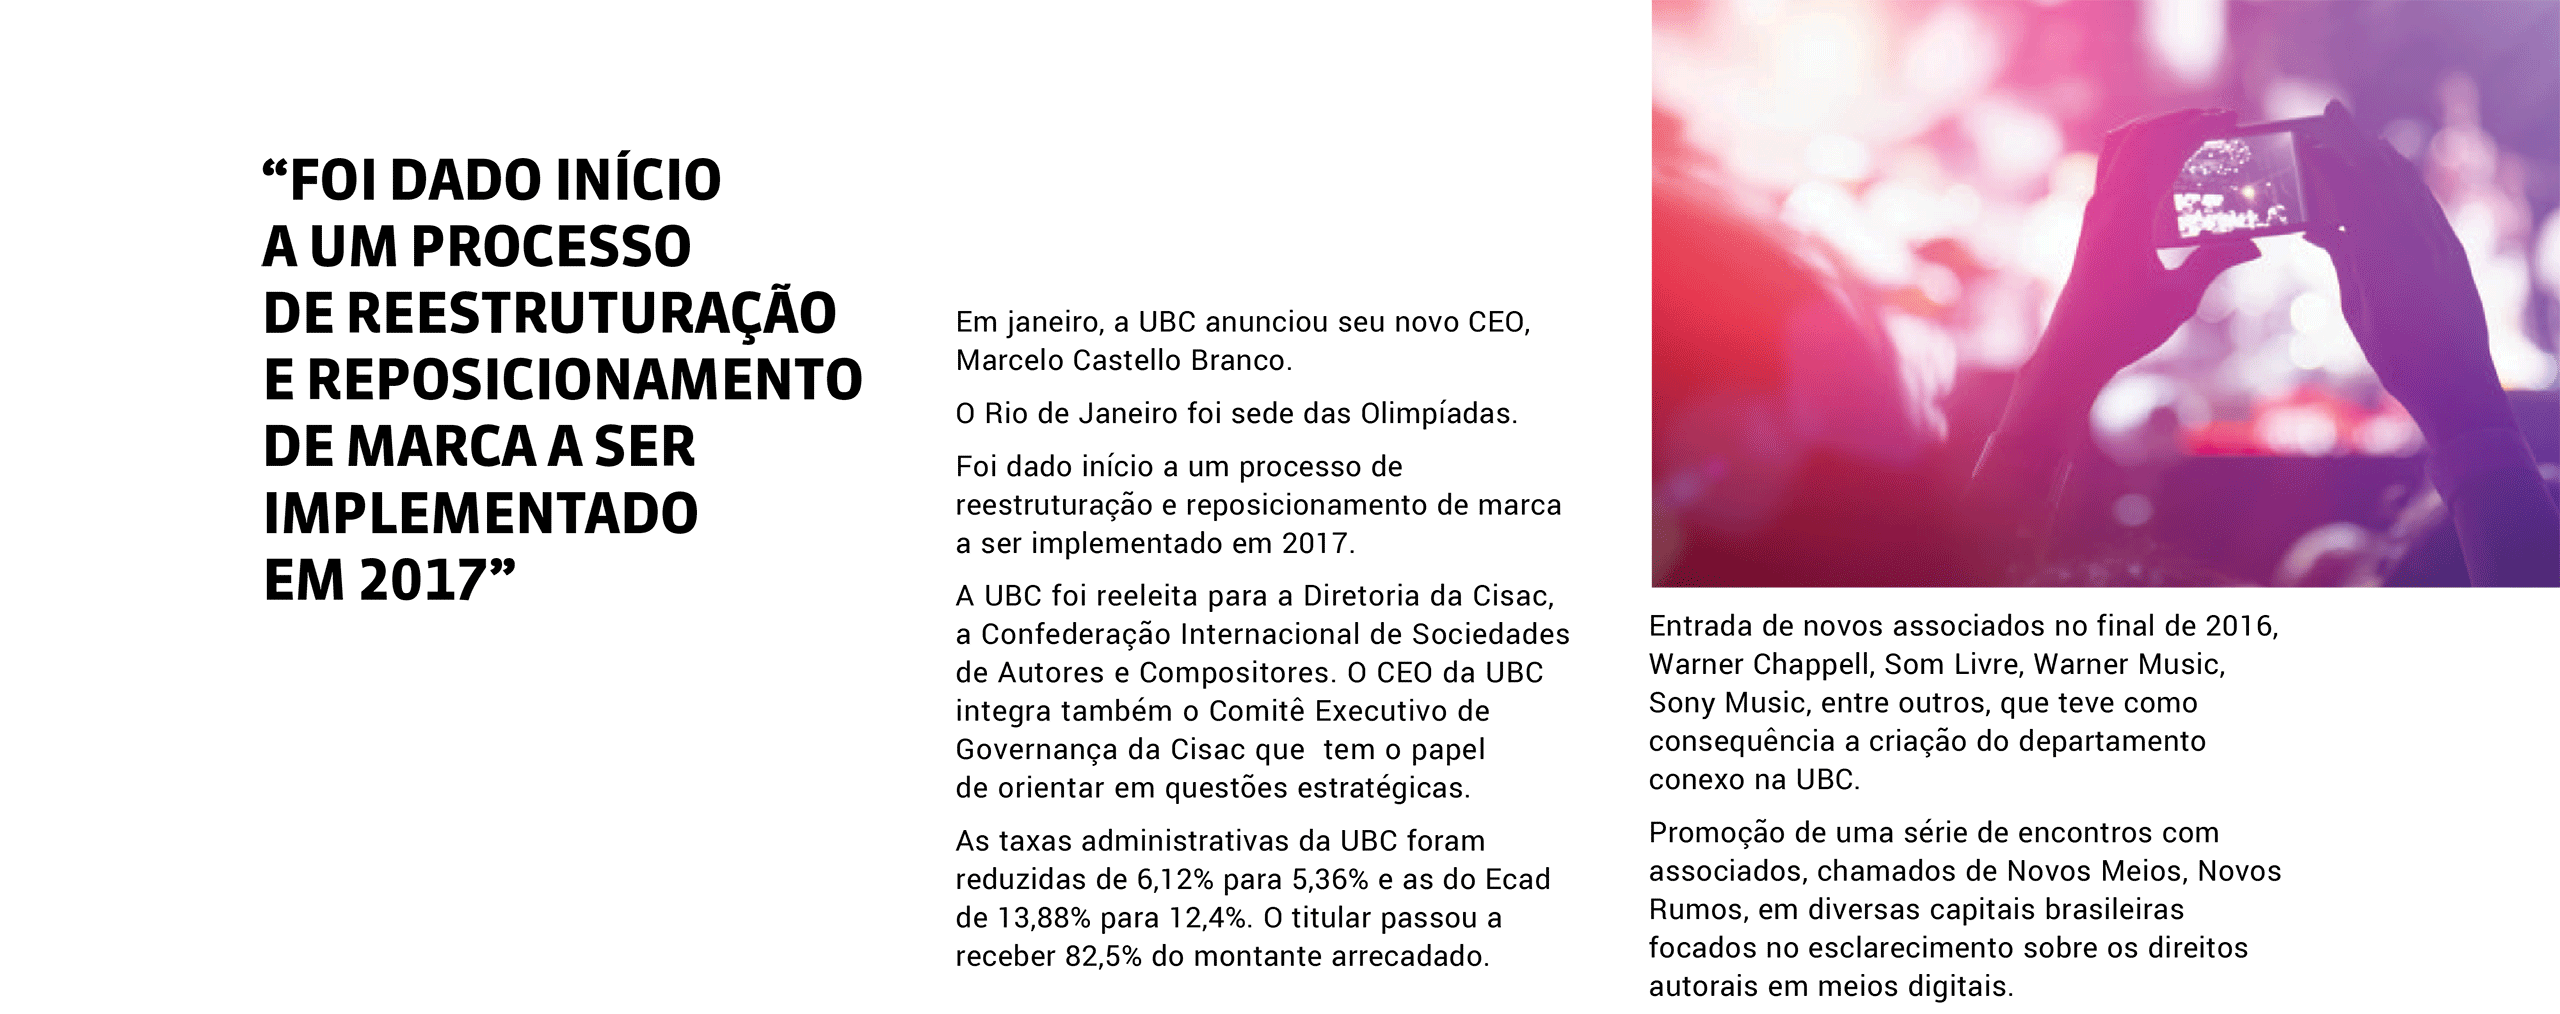 “FOI DADO INÍCIO
A UM PROCESSO
DE REESTRUTURAÇÃO
E REPOSICIONAMENTO
DE MARCA A SER
IMPLEMENTADO
EM 2017”
Em janeiro, a UBC anunciou seu novo CEO,
Marcelo Castello Branco.
O Rio de Janeiro foi sede das Olimpíadas.
Foi dado início a um processo de
reestruturação e reposicionamento de marca
a ser implementado em 2017.
A UBC foi reeleita para a Diretoria da Cisac,
a Confederação Internacional de Sociedades
de Autores e Compositores. O CEO da UBC
integra também o Comitê Executivo de
Governança da Cisac que  tem o papel
de orientar em questões estratégicas.
As taxas administrativas da UBC foram
reduzidas de 6,12% para 5,36% e as do Ecad
de 13,88% para 12,4%. O titular passou a
receber 82,5% do montante arrecadado.
Entrada de novos associados no final de 2016,
Warner Chappell, Som Livre, Warner Music,
Sony Music, entre outros, que teve como
consequência a criação do departamento
conexo na UBC.
Promoção de uma série de encontros com
associados, chamados de Novos Meios, Novos
Rumos, em diversas capitais brasileiras
focados no esclarecimento sobre os direitos
autorais em meios digitais.